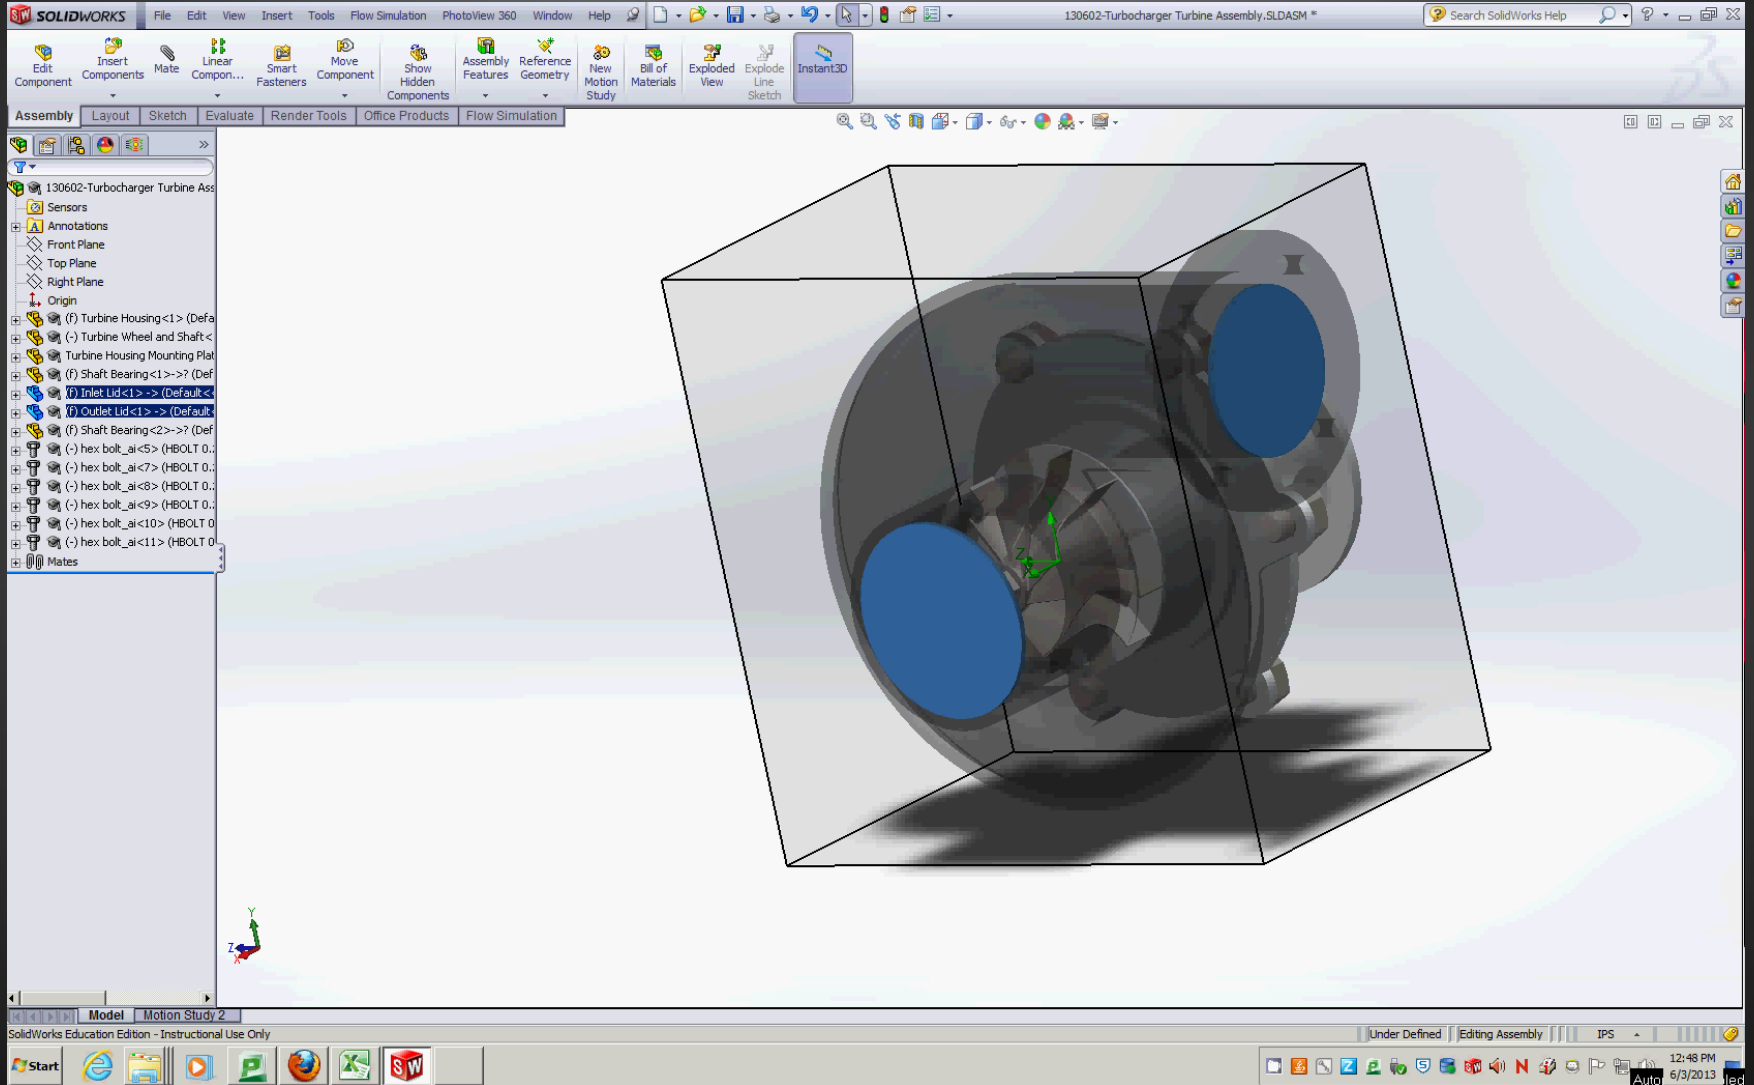 SOLIDWORKS File Edit View Insert Tools Flow Simulation PhotoView 360 Window Help 130602-Turbocharger Turbine Assembly.SLDASM * Search SolidWorks Help
Edit Component
Insert Components
Mate
Linear Compon...
Smart Fasteners
Move Component
Show Hidden Components
Assembly Features
Reference Geometry
New Motion Study
Bill of Materials
Exploded View
Explode Line Sketch
Instant3D
Assembly Layout Sketch Evaluate Render Tools Office Products Flow Simulation
130602-Turbocharger Turbine Ass
Sensors
Annotations
Front Plane
Top Plane
Right Plane
Origin
(f) Turbine Housing<1> (Defa
(-) Turbine Wheel and Shaft<
Turbine Housing Mounting Plat
(f) Shaft Bearing<1>->? (Def
(f) Inlet Lid<1> -> (Default<
(f) Outlet Lid<1> -> (Default<
(f) Shaft Bearing<2>->? (Def
(-) hex bolt_ai<5> (HBOLT 0.
(-) hex bolt_ai<7> (HBOLT 0.
(-) hex bolt_ai<8> (HBOLT 0.
(-) hex bolt_ai<9> (HBOLT 0.
(-) hex bolt_ai<10> (HBOLT 0
(-) hex bolt_ai<11> (HBOLT 0
Mates
Z
X
Y
Z
X
Model Motion Study 2
SolidWorks Education Edition - Instructional Use Only Under Defined Editing Assembly IPS
Start 12:48 PM
6/3/2013
Auto